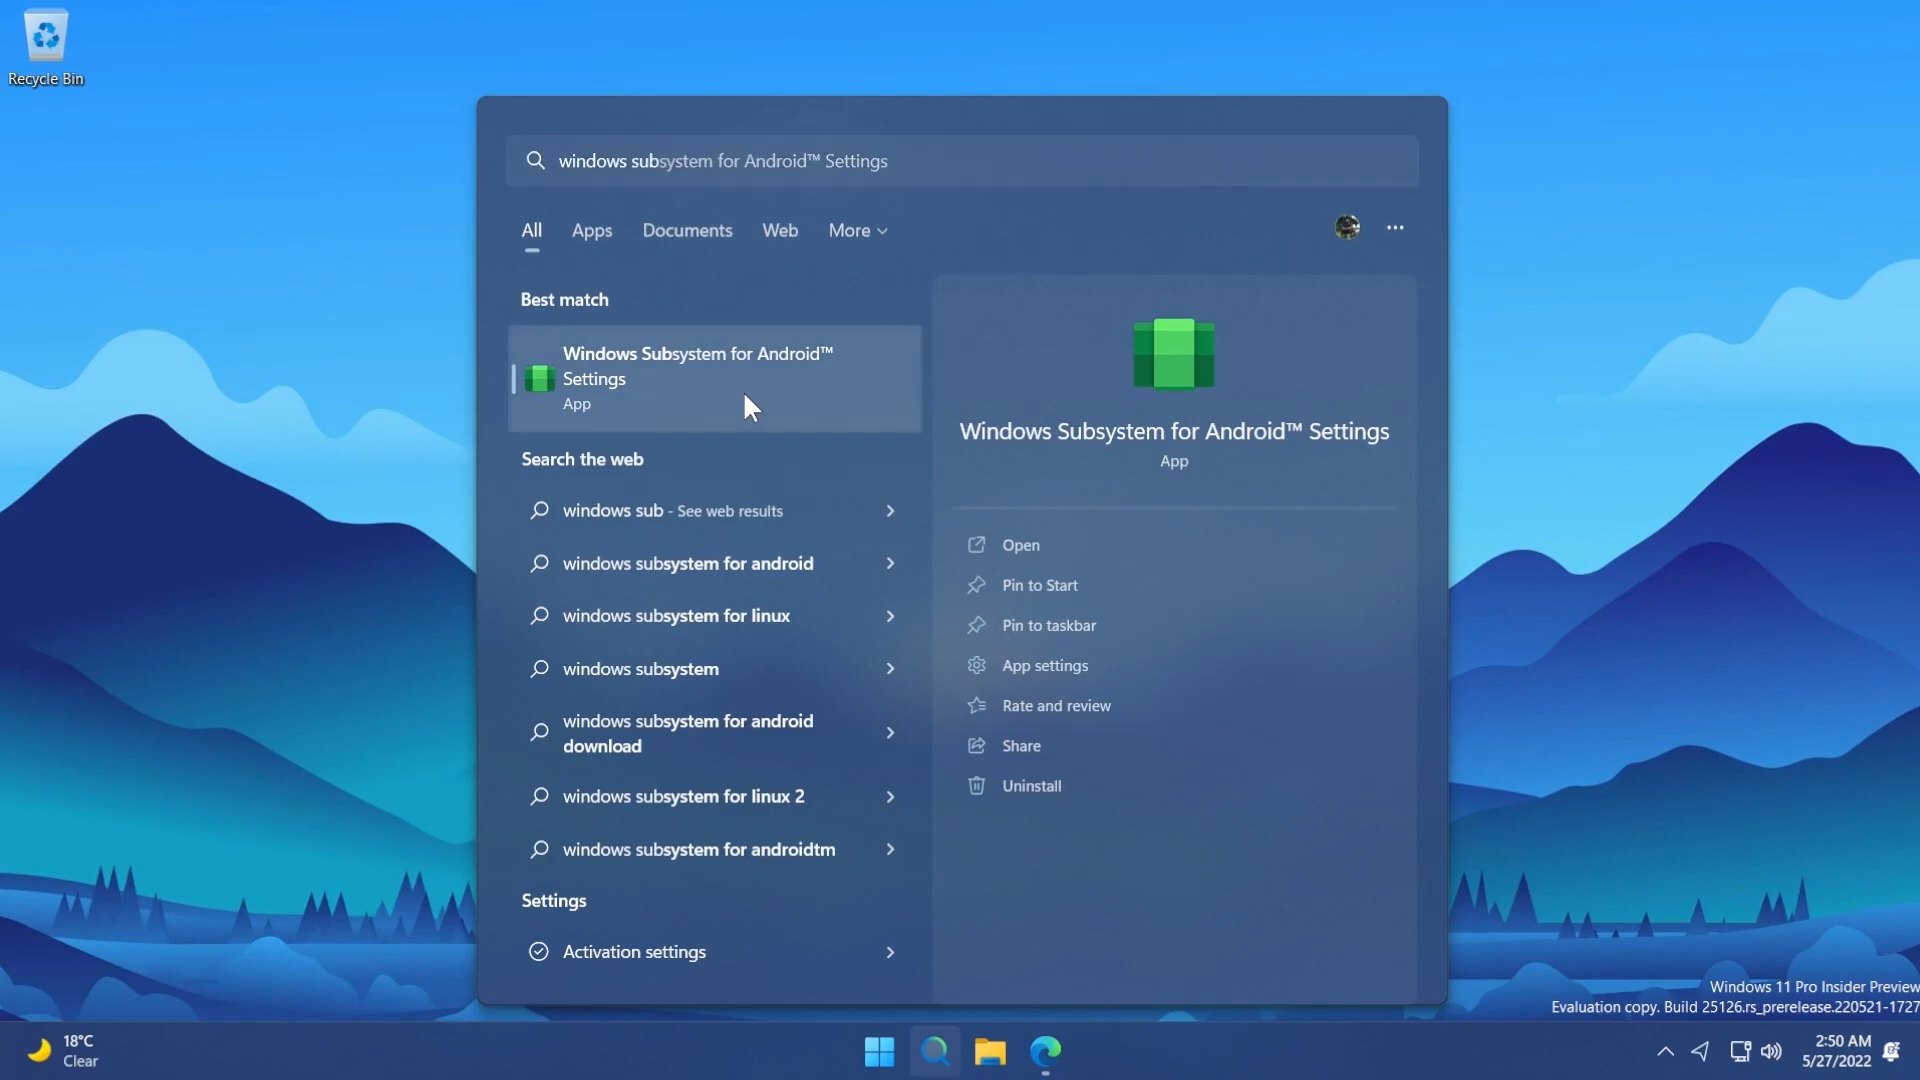 Recycle Bin
windows subsystem for Android™ Settings
All Apps Documents Web More
Best match
Windows Subsystem for Android™
Settings
App
Search the web
windows sub - See web results
windows subsystem for android
windows subsystem for linux
windows subsystem
windows subsystem for android
download
windows subsystem for linux 2
windows subsystem for androidtm
Settings
Activation settings
Windows Subsystem for Android™ Settings
App
Open
Pin to Start
Pin to taskbar
App settings
Rate and review
Share
Uninstall
Windows 11 Pro Insider Preview
Evaluation copy. Build 25126.rs_prerelease.220521-1727
18°C
Clear
2:50 AM
5/27/2022